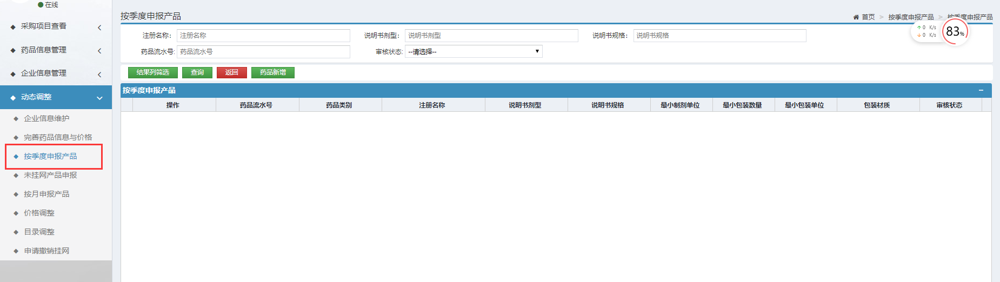 在线
采购项目查看
药品信息管理
企业信息管理
动态调整
企业信息维护
完善药品信息与价格
按季度申报产品
未挂网产品申报
按月申报产品
价格调整
目录调整
申请撤销挂网
按季度申报产品
首页 > 按季度申报产品 > 按季度申报产品
0 K/s
0 K/s
83%
注册名称: 注册名称 说明书剂型: 说明书剂型 说明书规格: 说明书规格
药品流水号: 药品流水号 审核状态: --请选择--
结果列筛选 查询 返回 药品新增
按季度申报产品
操作 药品流水号 药品类别 注册名称 说明书剂型 说明书规格 最小制剂单位 最小包装数量 最小包装单位 包装材质 审核状态